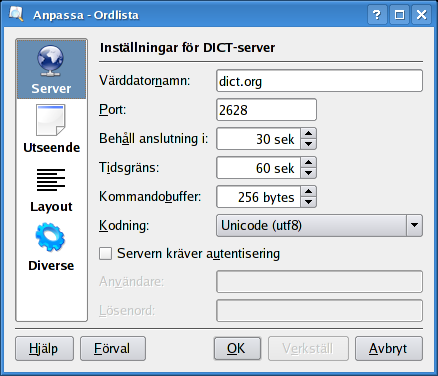 Anpassa - Ordlista
Server
Utseende
Layout
Diverse
Inställningar för DICT-server
Värddatornamn: dict.org
Port: 2628
Behåll anslutning i: 30 sek
Tidsgräns: 60 sek
Kommandobuffer: 256 bytes
Kodning: Unicode (utf8)
Servern kräver autentisering
Användare:
Lösenord:
Hjälp Förval OK Verkställ Avbryt